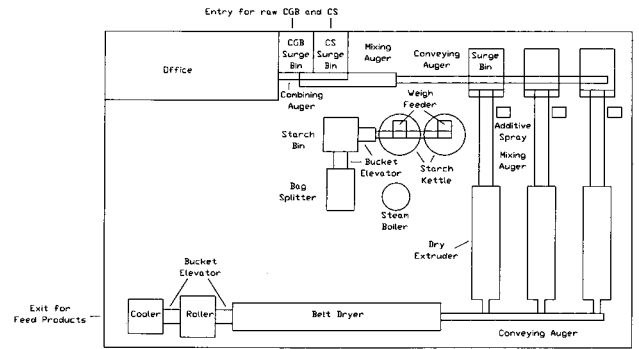 Entry for raw CGB and CS
CGB
Surge
Bin
CS
Surge
Bin
Mixing
Auger
Conveying
Auger
Surge
Bin
Office
Combining
Auger
Weigh
Feeder
Starch
Bin
Additive
Spray
Bucket
Elevator
Starch
Kettle
Mixing
Auger
Bag
Splitter
Steam
Boiler
Dry
Extruder
Bucket
Elevator
Exit for
Feed Products
Cooler
Roller
Belt Dryer
Conveying Auger